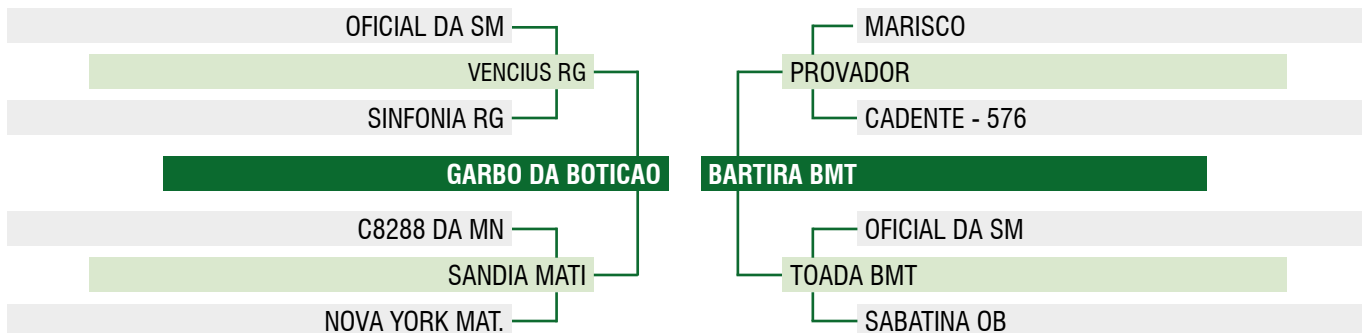 OFICIAL DA SM
VENCIUS RG
SINFONIA RG
GARBO DA BOTICAO
C8288 DA MN
SANDIA MATI
NOVA YORK MAT.
MARISCO
PROVADOR
CADENTE - 576
BARTIRA BMT
OFICIAL DA SM
TOADA BMT
SABATINA OB